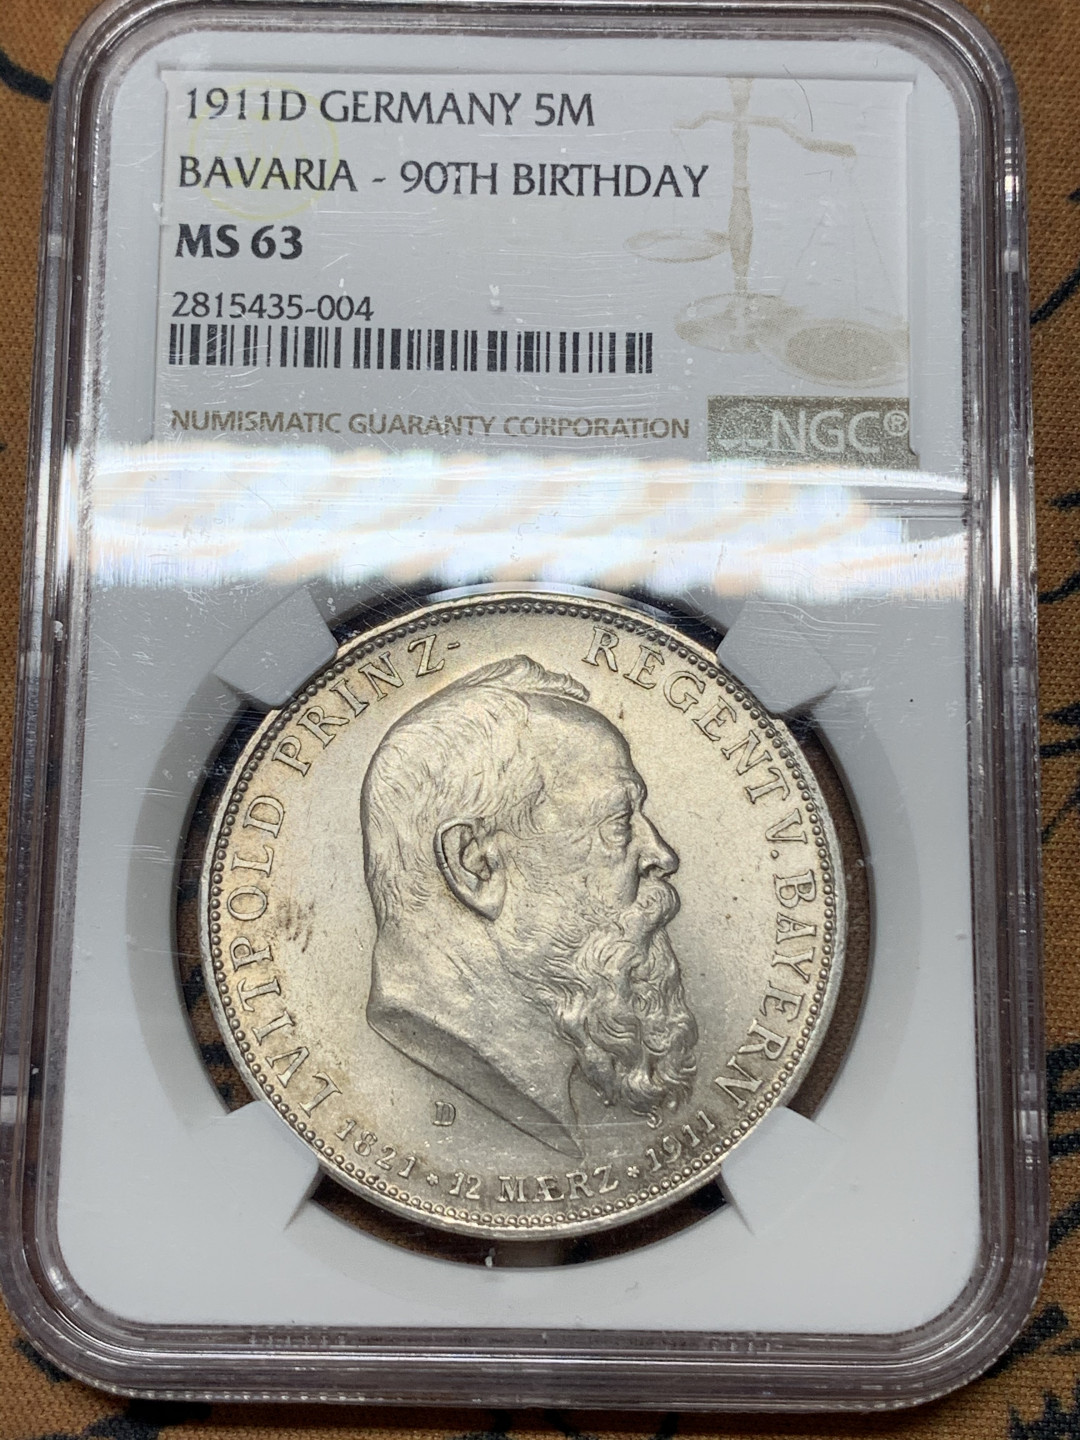 1911D GERMANY 5M
BAVARIA - 90TH BIRTHDAY
MS 63
2815435-004
NUMISMATIC GUARANTY CORPORATION
NGC®
LVITPOLD PRINZ- REGENT V. BAYERN
D
1821 * 12 MÆRZ * 1911